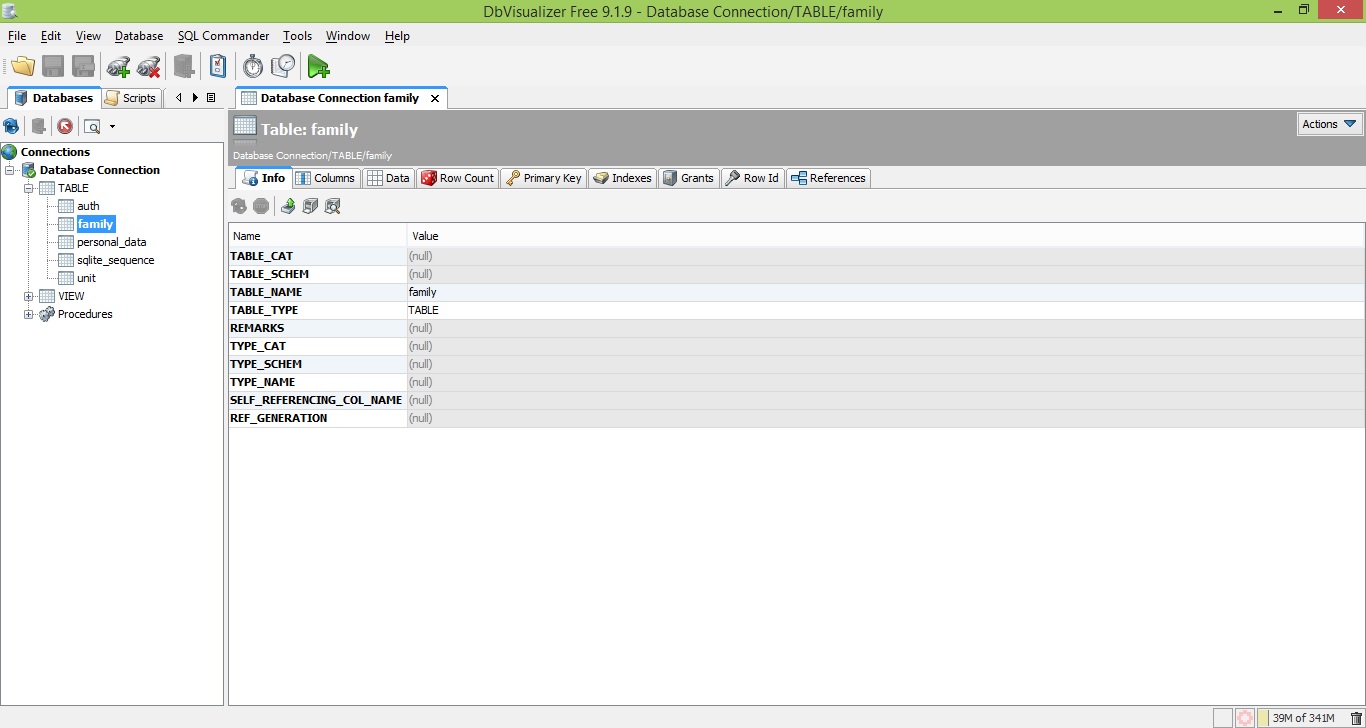 DbVisualizer Free 9.1.9 - Database Connection/TABLE/family
File Edit View Database SQL Commander Tools Window Help
Databases Scripts
Database Connection family
Table: family
Actions
Database Connection/TABLE/family
Connections
Database Connection
TABLE
auth
family
personal_data
sqlite_sequence
unit
VIEW
Procedures
Info Columns Data Row Count Primary Key Indexes Grants Row Id References
Name Value
TABLE_CAT (null)
TABLE_SCHEM (null)
TABLE_NAME family
TABLE_TYPE TABLE
REMARKS (null)
TYPE_CAT (null)
TYPE_SCHEM (null)
TYPE_NAME (null)
SELF_REFERENCING_COL_NAME (null)
REF_GENERATION (null)
39M of 341M